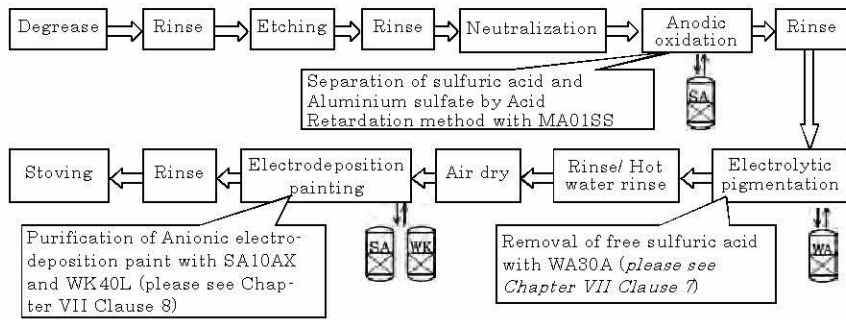 Degrease
Rinse
Etching
Rinse
Neutralization
Anodic
oxidation
Rinse
Separation of sulfuric acid and
Aluminium sulfate by Acid
Retardation method with MA01SS
SA
Stoving
Rinse
Electrodeposition
painting
Air dry
Rinse/ Hot
water rinse
Electrolytic
pigmentation
Purification of Anionic electro-
deposition paint with SA10AX
and WK40L (please see Chap-
ter VII Clause 8)
SA
WK
Removal of free sulfuric acid
with WA30A (please see
Chapter VII Clause 7)
WA